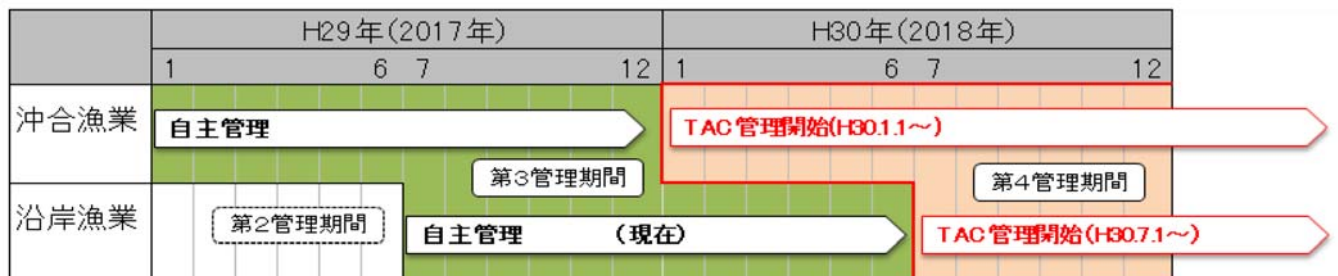 H29年(2017年) H30年(2018年)
1 6 7 12 1 6 7 12
沖合漁業 自主管理 TAC管理開始(H30.1.1～)
第3管理期間 第4管理期間
沿岸漁業 第2管理期間 自主管理 (現在) TAC管理開始(H30.7.1～)